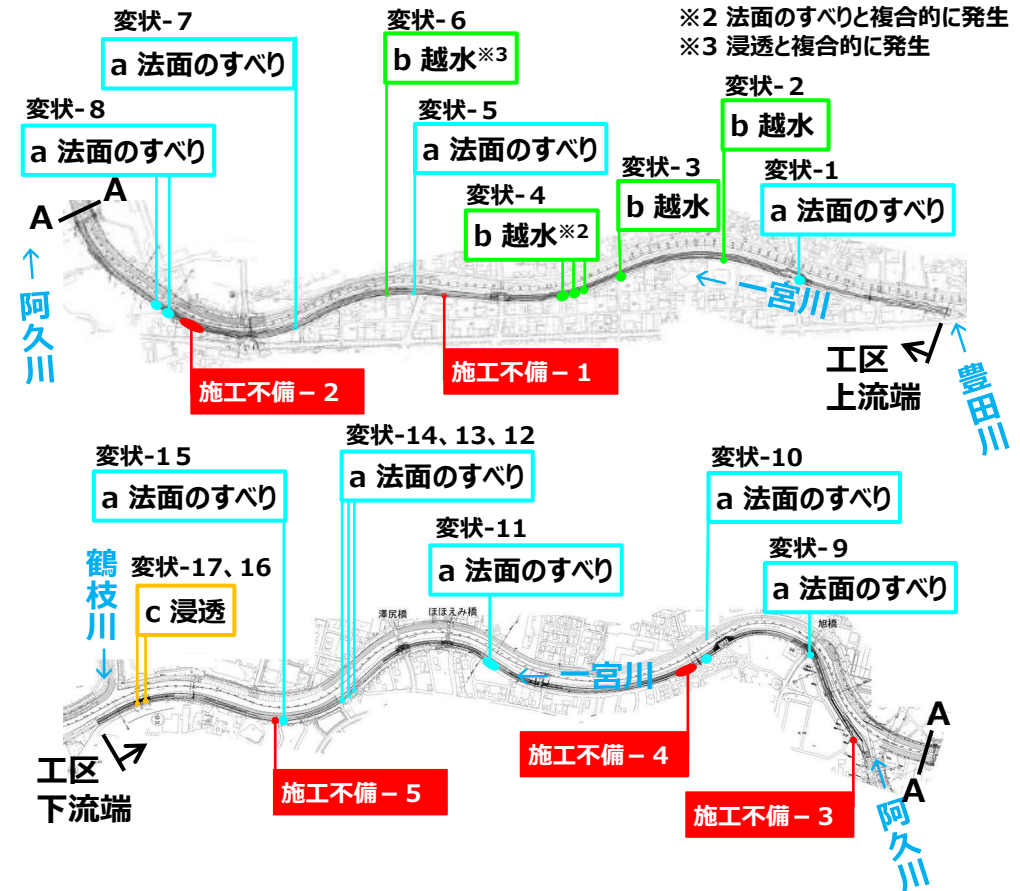 ※2 法面のすべりと複合的に発生
※3 浸透と複合的に発生
変状-7
a 法面のすべり
変状-6
b 越水※3
変状-2
b 越水
変状-8
a 法面のすべり
変状-5
a 法面のすべり
変状-3
b 越水
変状-1
a 法面のすべり
変状-4
b 越水※2
A
A
← 阿久川
← 一宮川
← 豊田川
工区
上流端
施工不備－2
施工不備－1
変状-14、13、12
a 法面のすべり
変状-15
a 法面のすべり
変状-10
a 法面のすべり
変状-11
a 法面のすべり
変状-9
a 法面のすべり
鶴枝川 →
変状-17、16
c 浸透
澤尻橋
ほほえみ橋
旭橋
← 一宮川
A
A
工区
下流端
施工不備－5
施工不備－4
施工不備－3
← 阿久川